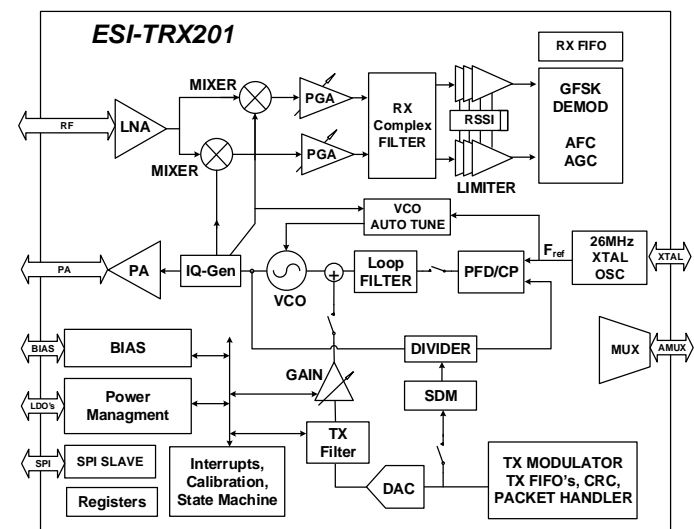 ESI-TRX201
RX FIFO
MIXER
PGA
RX
Complex
FILTER
GFSK
DEMOD
AFC
AGC
RSSI
RF
LNA
MIXER
PGA
LIMITER
VCO
AUTO TUNE
Fref
26MHz
XTAL
OSC
XTAL
PA
PA
IQ-Gen
VCO
Loop
FILTER
PFD/CP
BIAS
BIAS
DIVIDER
MUX
AMUX
GAIN
LDO's
Power
Managment
SDM
TX
Filter
SPI
SPI SLAVE
Interrupts,
Calibration,
State Machine
Registers
DAC
TX MODULATOR
TX FIFO's, CRC,
PACKET HANDLER